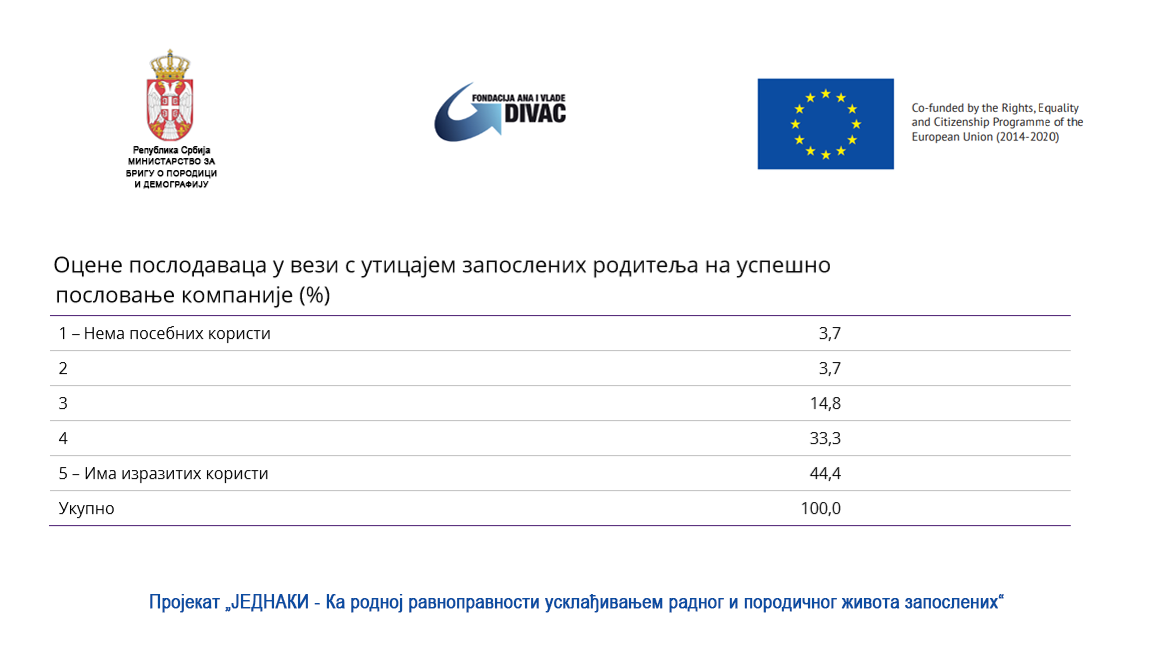 Република Србија
МИНИСТАРСТВО ЗА
БРИГУ О ПОРОДИЦИ
И ДЕМОГРАФИЈУ
FONDACIJA ANA I VLADE
DIVAC
Co-funded by the Rights, Equality
and Citizenship Programme of the
European Union (2014-2020)
Оцене послодаваца у вези с утицајем запослених родитеља на успешно
пословање компаније (%)
1 – Нема посебних користи 3,7
2 3,7
3 14,8
4 33,3
5 – Има изразитих користи 44,4
Укупно 100,0
Пројекат „ЈЕДНАКИ - Ка родној равноправности усклађивањем радног и породичног живота запослених“